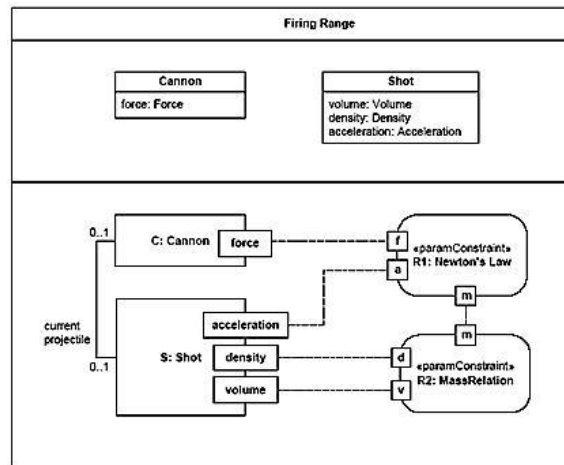 Firing Range
Cannon
force: Force
Shot
volume: Volume
density: Density
acceleration: Acceleration
0..1
C: Cannon
force
f
a
«paramConstraint»
R1: Newton's Law
m
current
projectile
0..1
S: Shot
acceleration
density
volume
m
d
v
«paramConstraint»
R2: MassRelation